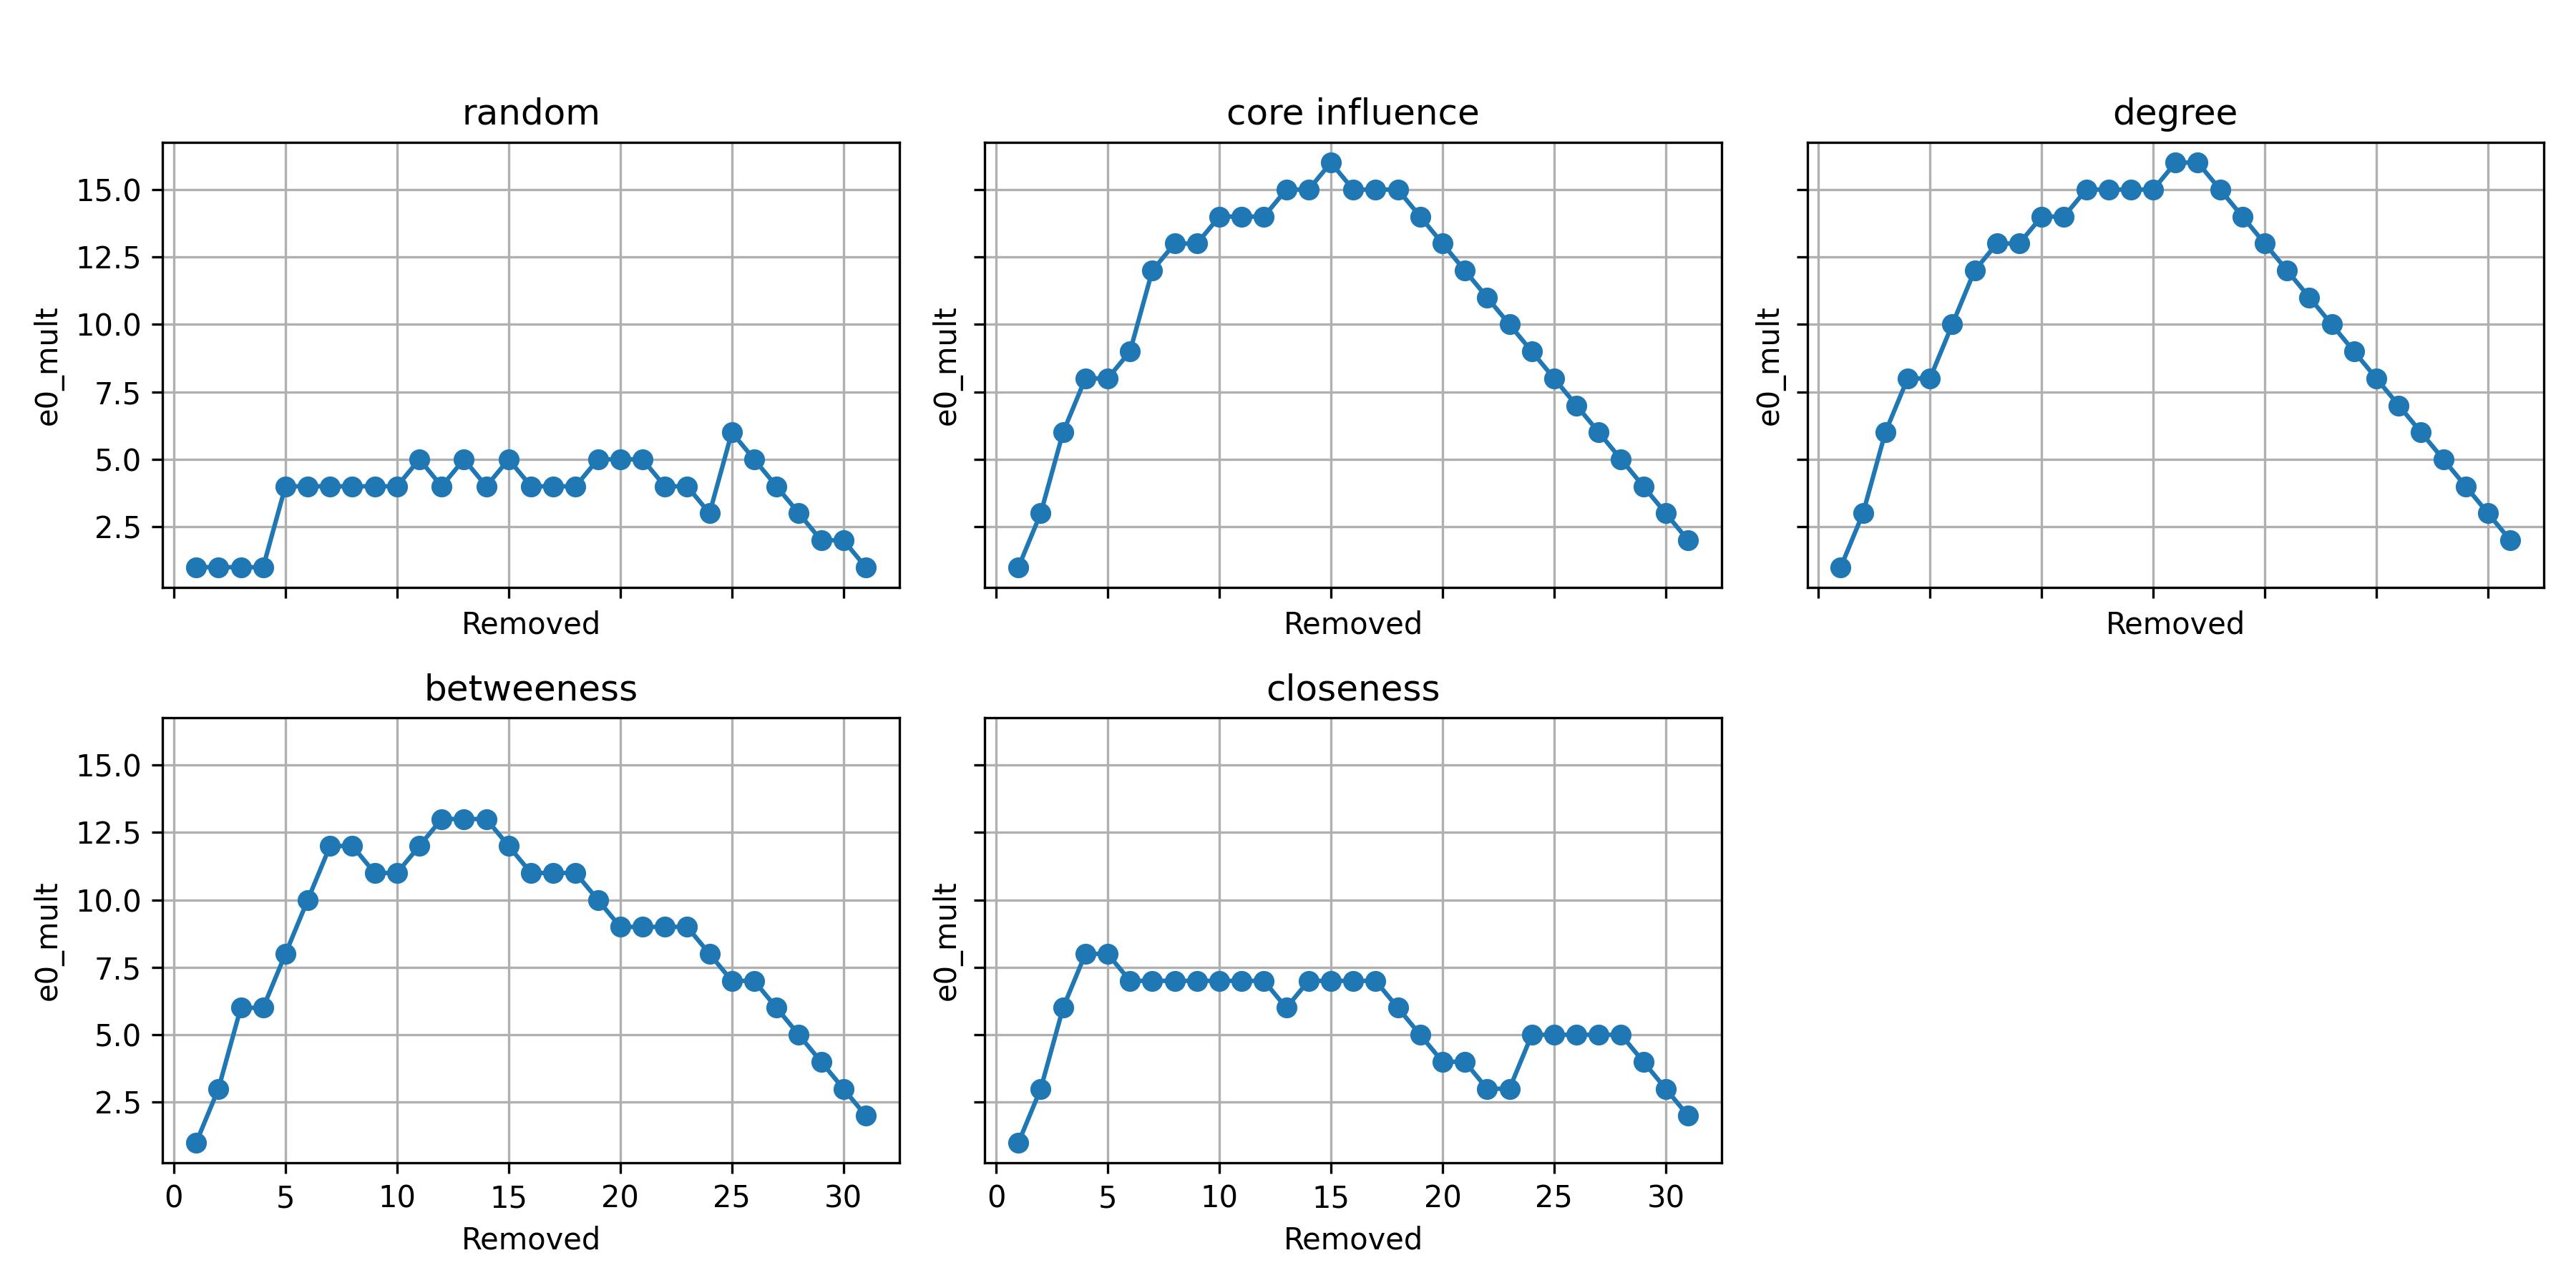 random
core influence
degree
15.0
12.5
10.0
7.5
5.0
2.5
e0_mult
e0_mult
e0_mult
Removed
Removed
Removed
betweeness
closeness
15.0
12.5
10.0
7.5
5.0
2.5
e0_mult
e0_mult
0 5 10 15 20 25 30
0 5 10 15 20 25 30
Removed
Removed